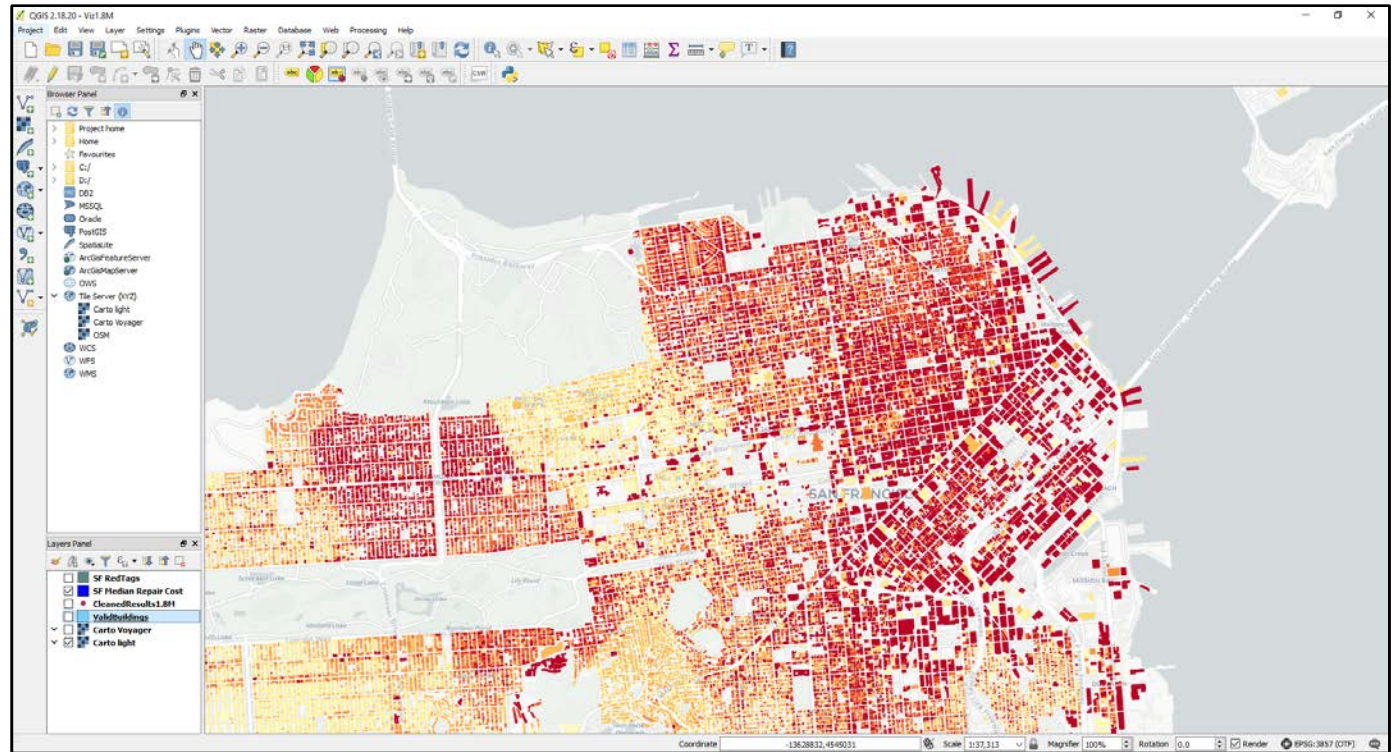 QGIS 2.18.20 - Viz1.8M
Project Edit View Layer Settings Plugins Vector Raster Database Web Processing Help
Browser Panel
Project home
Home
Favourites
C:/
D:/
DB2
MSSQL
Oracle
PostGIS
SpatiaLite
ArcGisFeatureServer
ArcGisMapServer
OWS
Tile Server (XYZ)
Carto light
Carto Voyager
OSM
WCS
WFS
WMS
Layers Panel
SF RedTags
SF Median Repair Cost
CleanedResults1.8M
ValidBuildings
Carto Voyager
Carto light
SAN FRANCISCO
Coordinate -13628832,4545031 Scale 1:37,313 Magnifier 100% Rotation 0.0 Render EPSG:3857 (OTF)